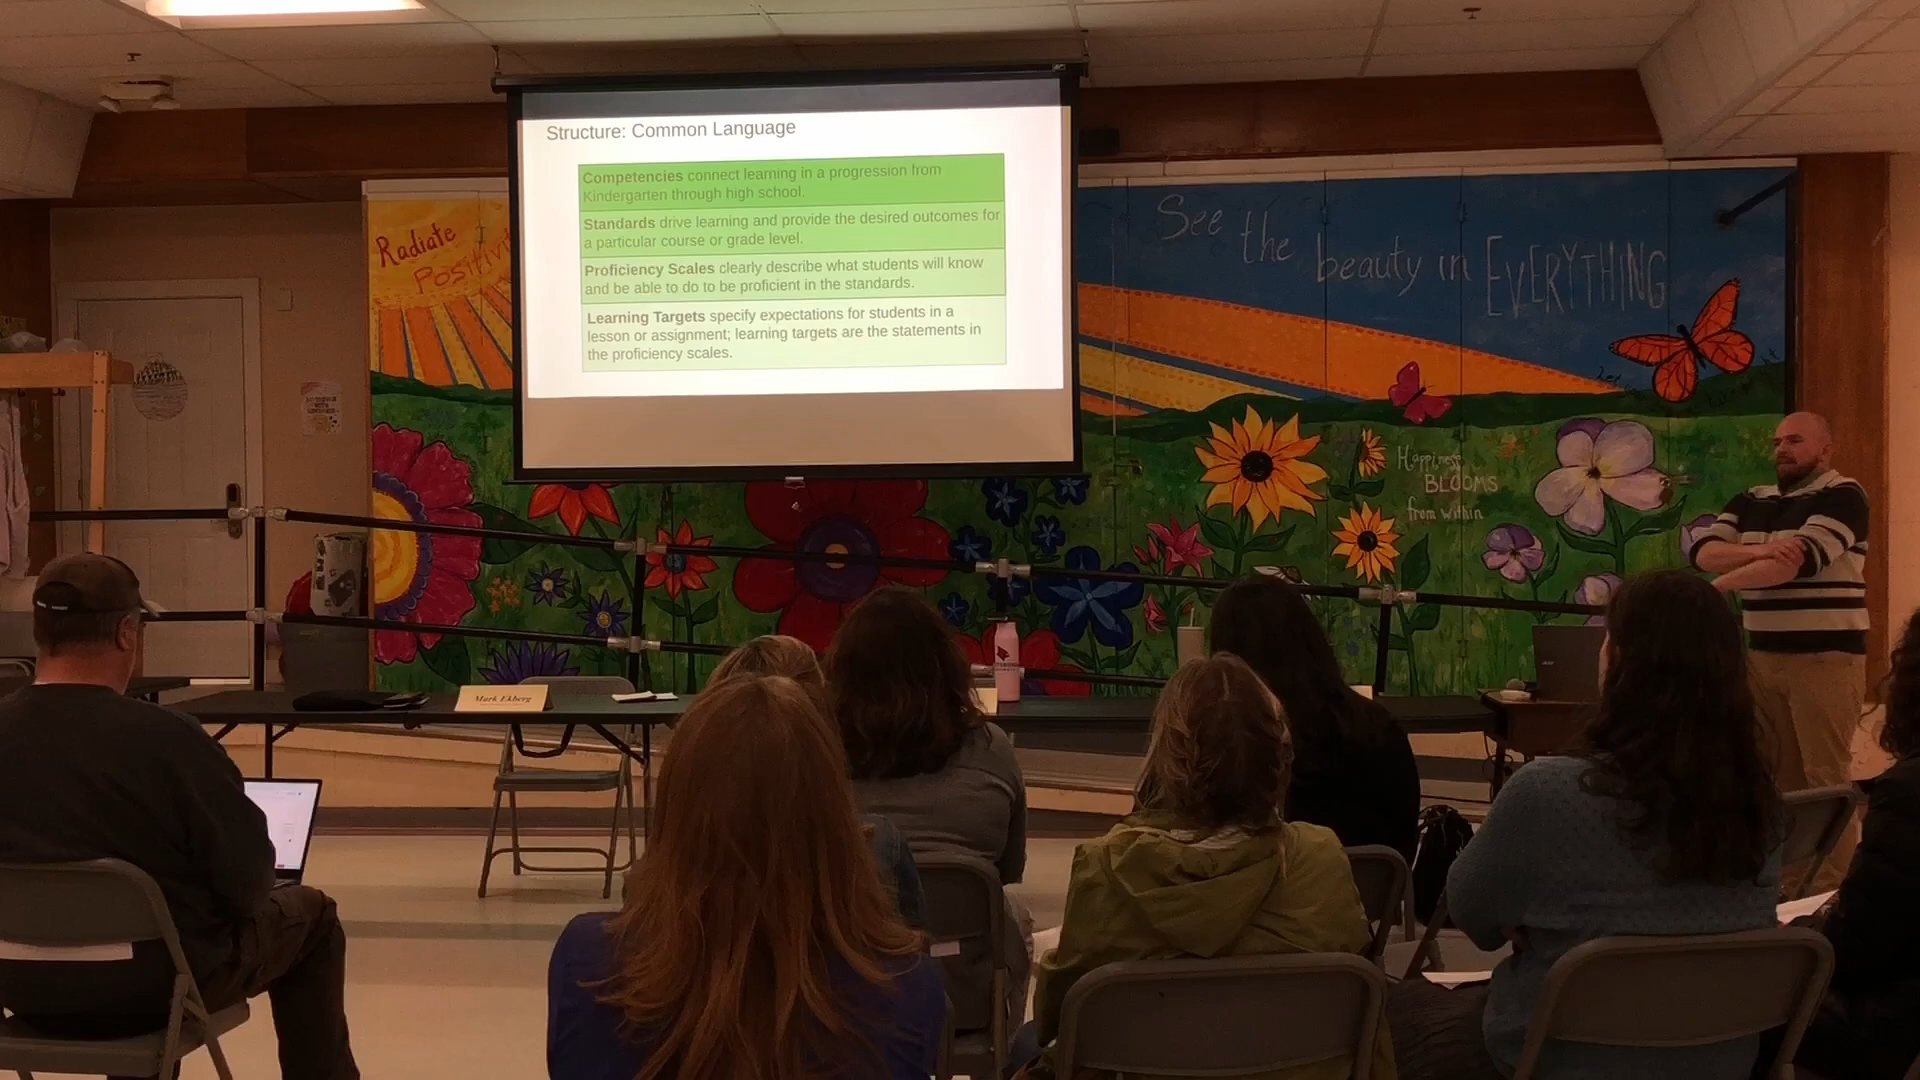 Structure: Common Language
Competencies connect learning in a progression from
Kindergarten through high school.
Standards drive learning and provide the desired outcomes for
a particular course or grade level.
Proficiency Scales clearly describe what students will know
and be able to do to be proficient in the standards.
Learning Targets specify expectations for students in a
lesson or assignment; learning targets are the statements in
the proficiency scales.
Radiate
Positivity
See the beauty in EVERYTHING
Happiness
BLOOMS
from within
Mark Ekberg